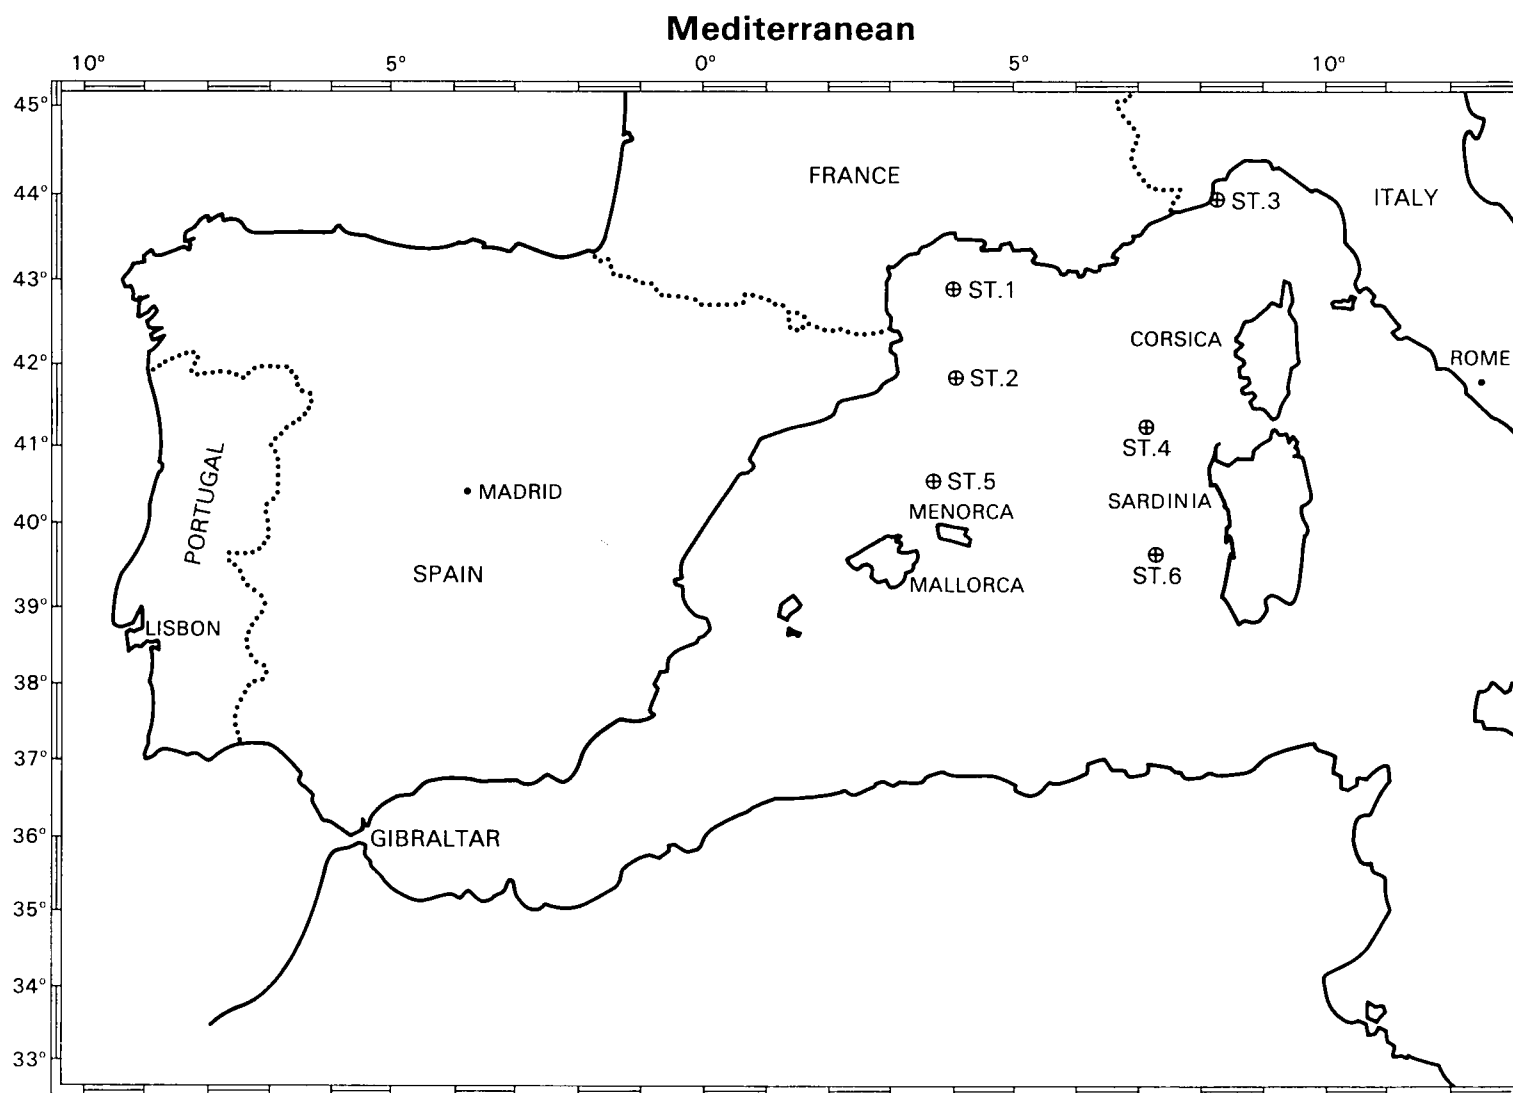 Mediterranean
10° 5° 0° 5° 10°
45°
FRANCE
44°
ITALY
ST.3
43°
ST.1
CORSICA
42°
ROME
ST.2
41°
ST.4
PORTUGAL
MADRID
ST.5
SARDINIA
MENORCA
40°
SPAIN
ST.6
MALLORCA
39°
LISBON
38°
37°
36°
GIBRALTAR
35°
34°
33°